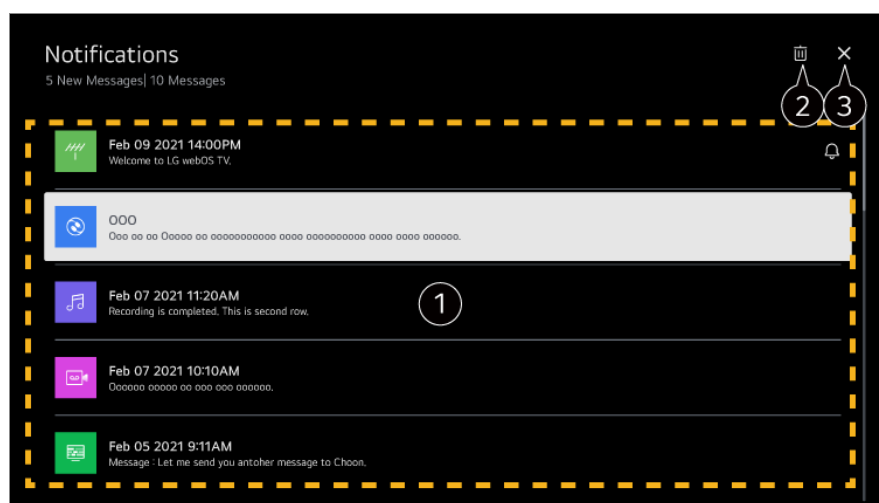 Notifications
5 New Messages| 10 Messages
2
3
Feb 09 2021 14:00PM
Welcome to LG webOS TV.
OOO
Ooo oo oo Ooooo oo ooooooooooo oooo oooooooooo oooo oooo oooooo.
Feb 07 2021 11:20AM
Recording is completed. This is second row.
1
Feb 07 2021 10:10AM
Oooooo ooooo oo ooo ooo oooooo.
Feb 05 2021 9:11AM
Message : Let me send you antoher message to Choon.